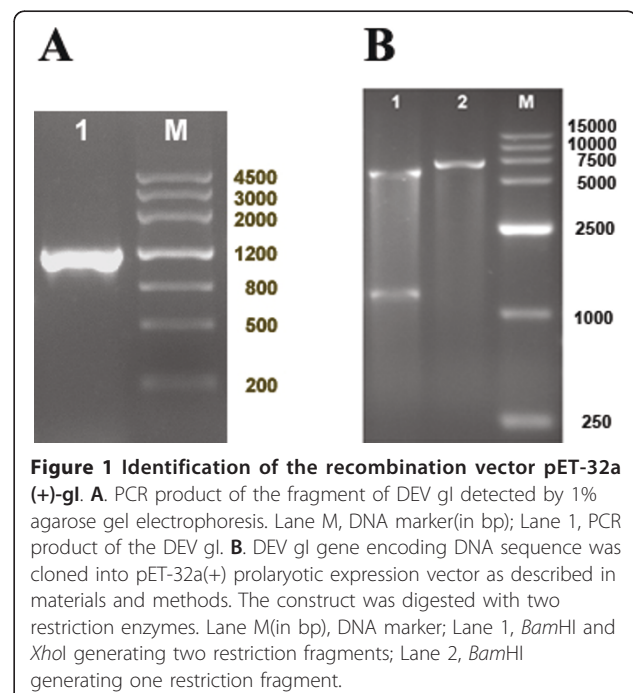 A
B
1 M
4500
3000
2000
1200
800
500
200
1 2 M
15000
10000
7500
5000
2500
1000
250
Figure 1 Identification of the recombination vector pET-32a
(+)-gI. A. PCR product of the fragment of DEV gI detected by 1%
agarose gel electrophoresis. Lane M, DNA marker(in bp); Lane 1, PCR
product of the DEV gI. B. DEV gI gene encoding DNA sequence was
cloned into pET-32a(+) prolaryotic expression vector as described in
materials and methods. The construct was digested with two
restriction enzymes. Lane M(in bp), DNA marker; Lane 1, BamHI and
XhoI generating two restriction fragments; Lane 2, BamHI
generating one restriction fragment.